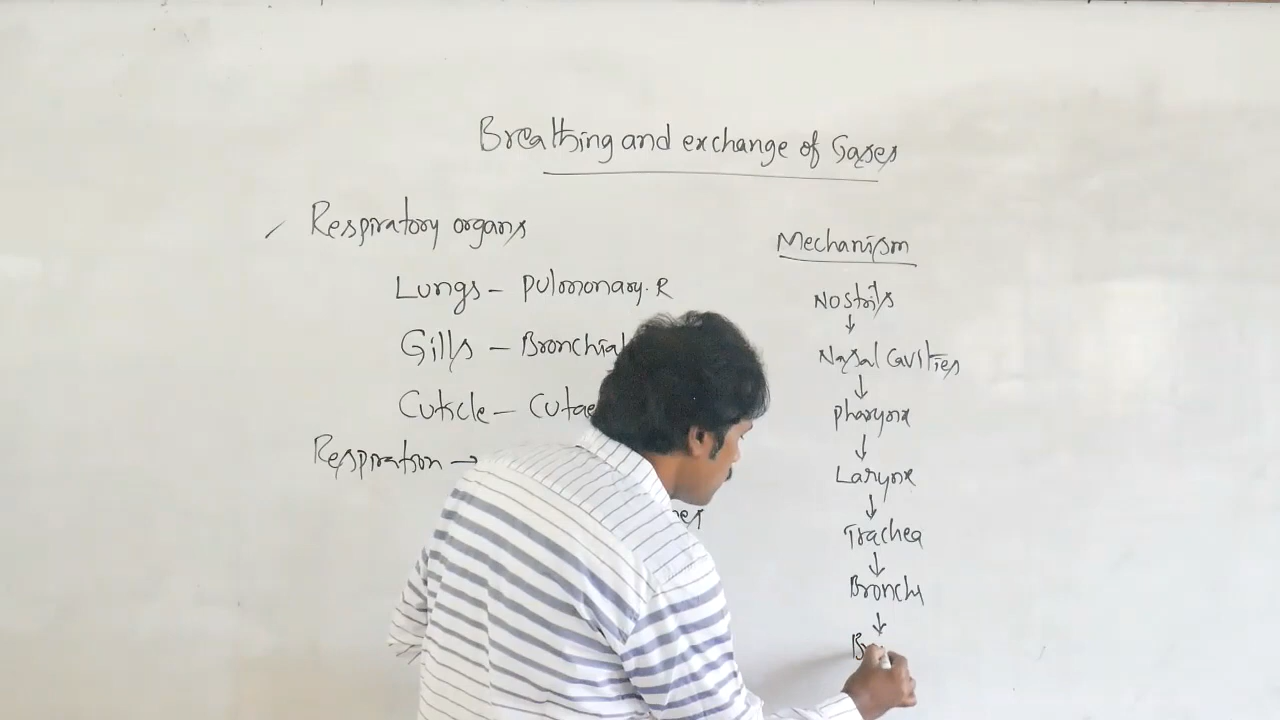 Breathing and exchange of Gases
Respiratory organs
Lungs - Pulmonary. R
Gills - Bronchial
Cuticle -
Respiration →
Mechanism
Nostrils
↓
Nasal Cavities
↓
Pharynx
↓
Larynx
↓
Trachea
↓
Bronchi
↓